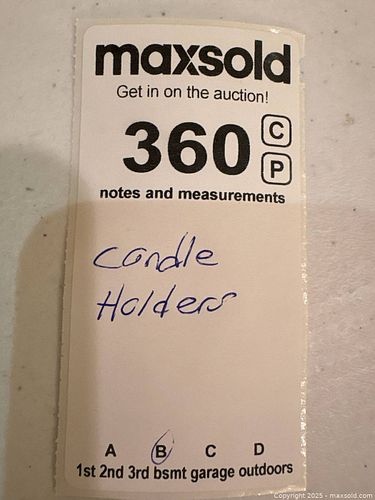 maxsold
Get in on the auction!
360 C
P
notes and measurements
Candle
Holders
A B C D
1st 2nd 3rd bsmt garage outdoors
Copyright 2025 - maxsold.com